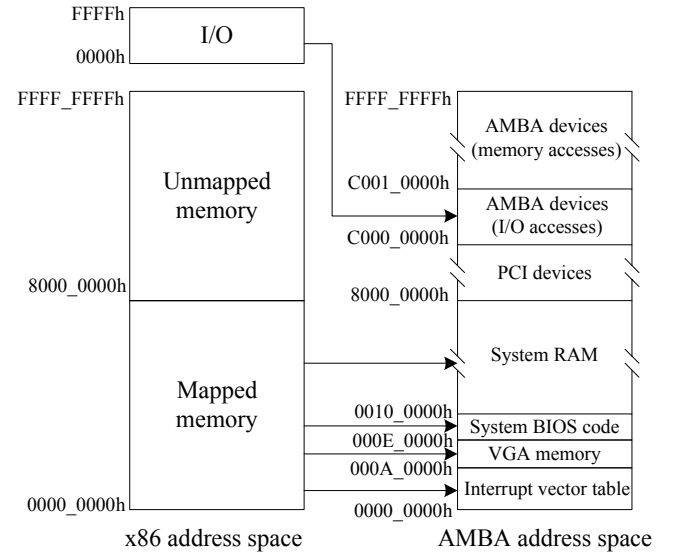 FFFFh
I/O
0000h
FFFF_FFFFh
Unmapped
memory
8000_0000h
Mapped
memory
0000_0000h
x86 address space
FFFF_FFFFh
AMBA devices
(memory accesses)
C001_0000h
AMBA devices
(I/O accesses)
C000_0000h
PCI devices
8000_0000h
System RAM
0010_0000h
System BIOS code
000E_0000h
VGA memory
000A_0000h
Interrupt vector table
0000_0000h
AMBA address space